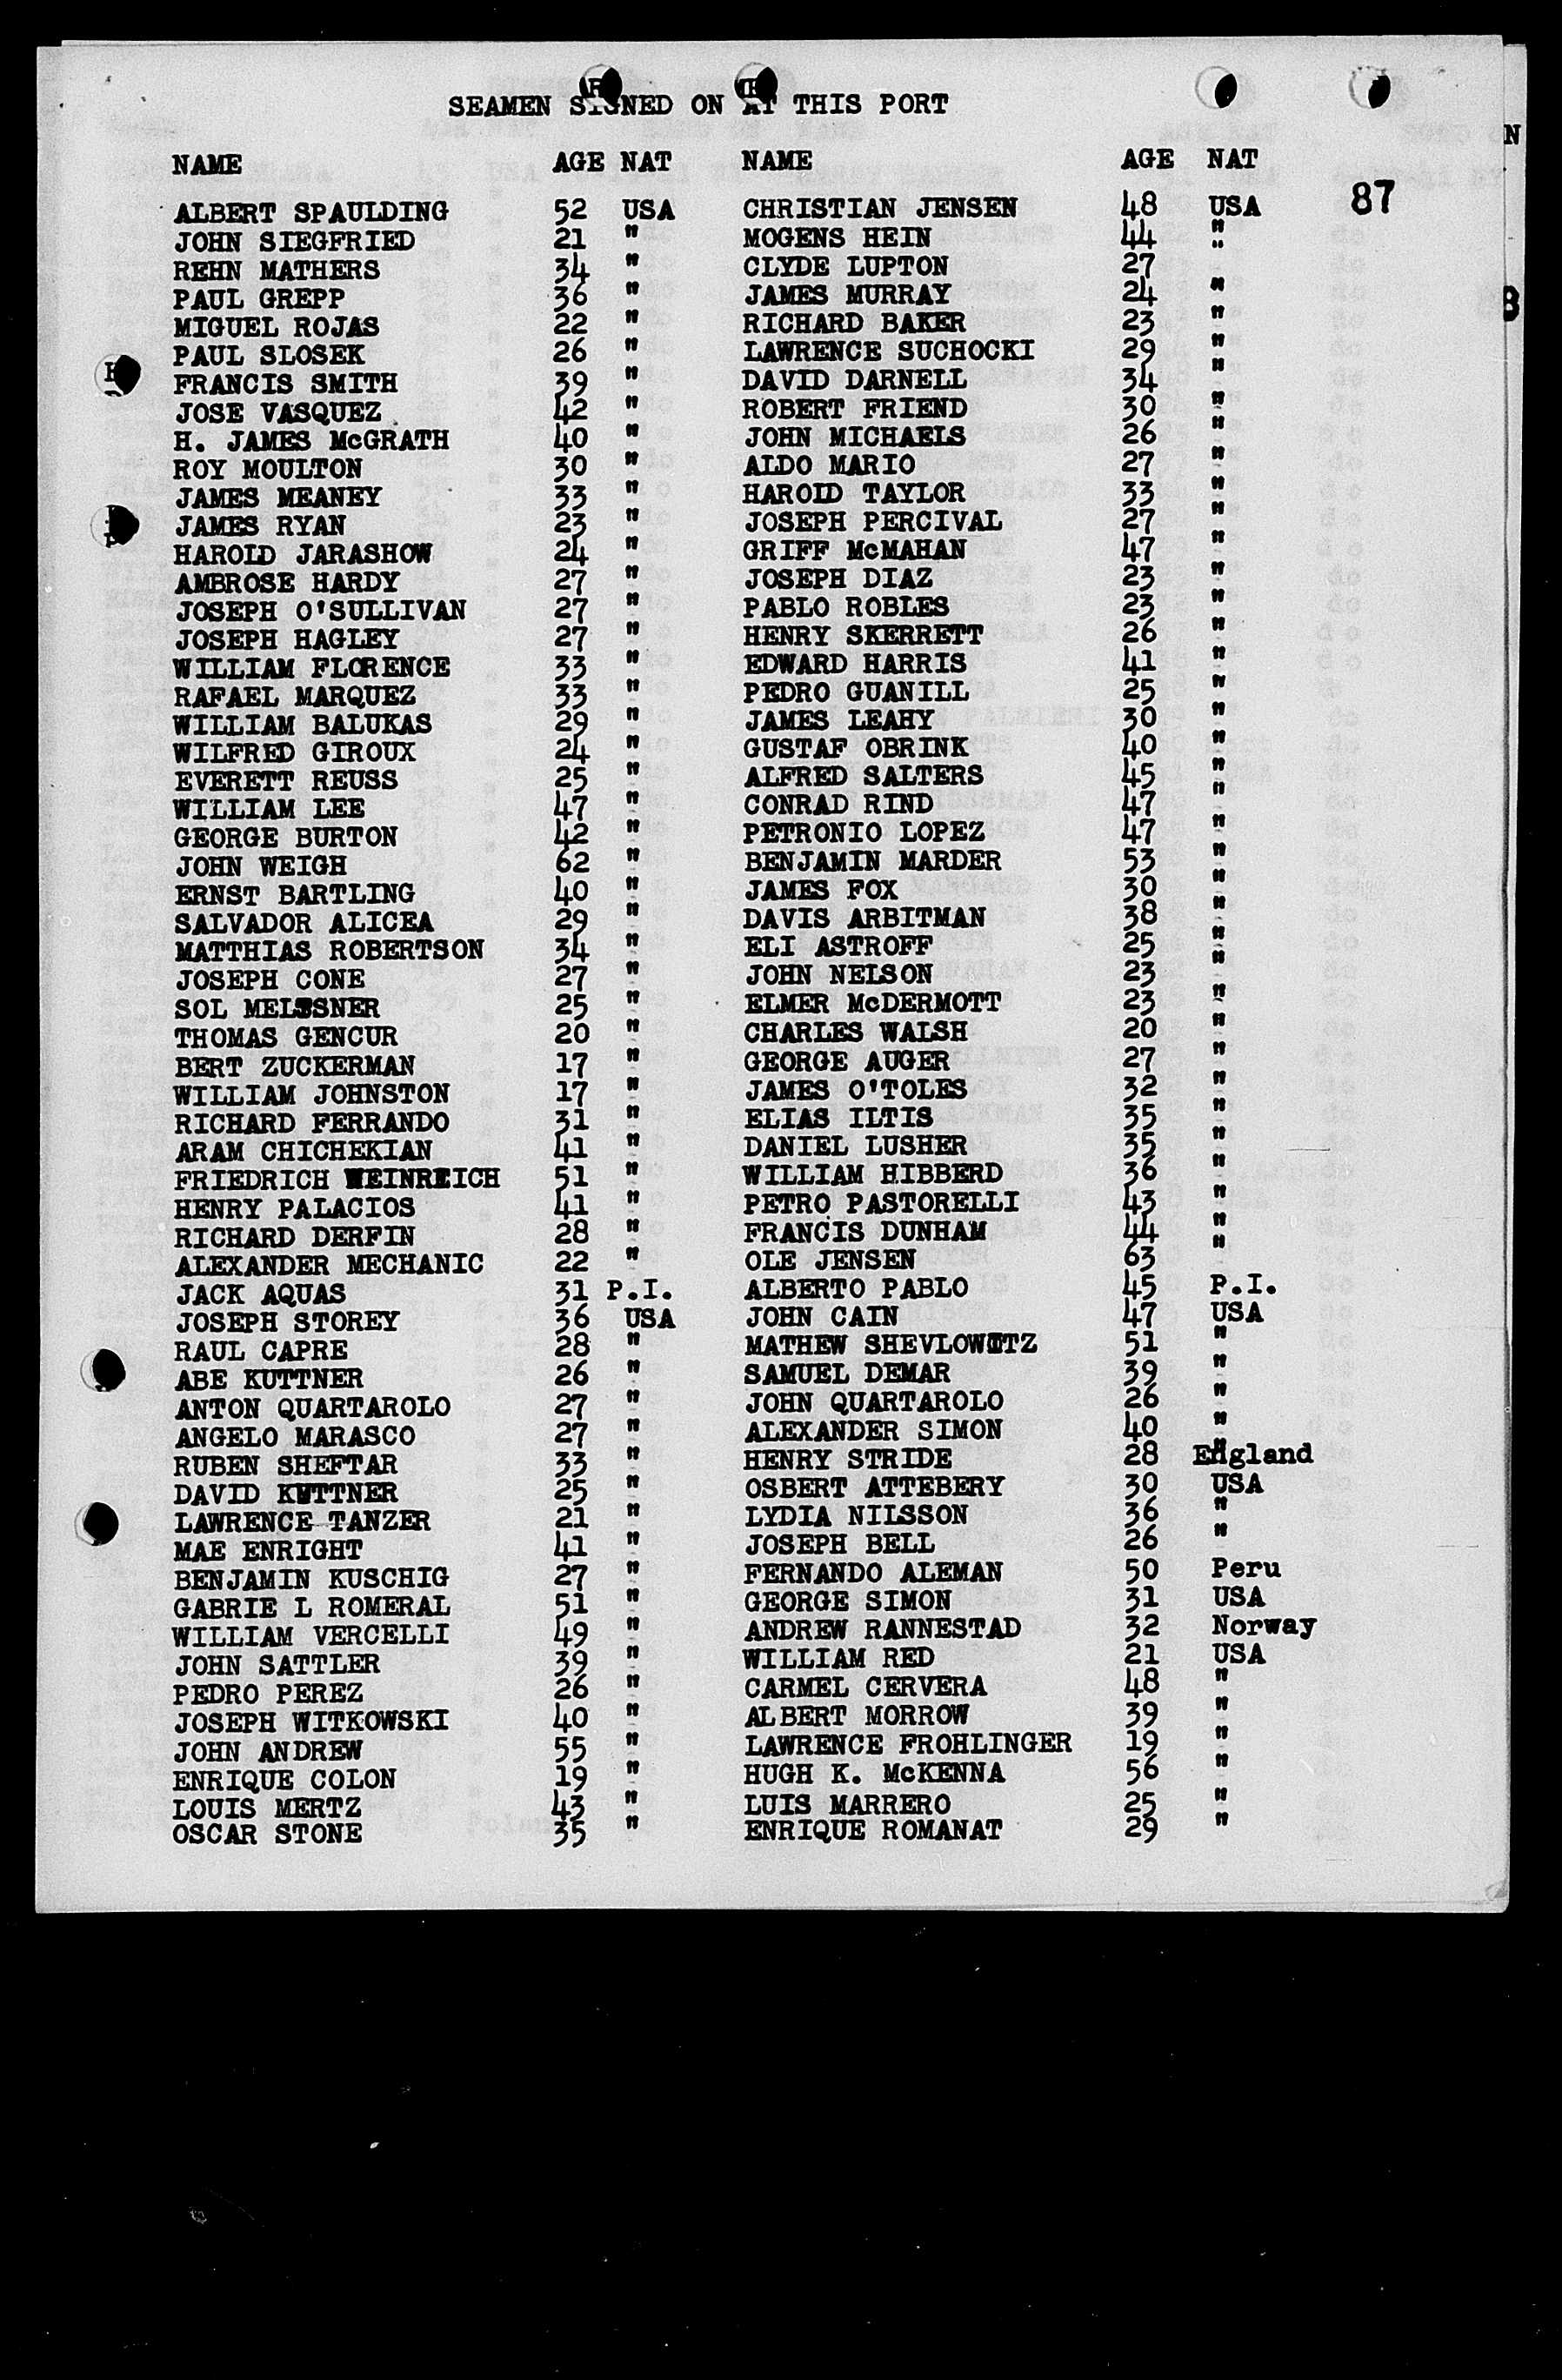 SEAMEN SIGNED ON AT THIS PORT
NAME AGE NAT NAME AGE NAT
87
ALBERT SPAULDING 52 USA CHRISTIAN JENSEN 48 USA
JOHN SIEGFRIED 21 " MOGENS HEIN 44 "
REHN MATHERS 34 " CLYDE LUPTON 27 "
PAUL GREPP 36 " JAMES MURRAY 24 "
MIGUEL ROJAS 22 " RICHARD BAKER 23 "
PAUL SLOSEK 26 " LAWRENCE SUCHOCKI 29 "
FRANCIS SMITH 39 " DAVID DARNELL 34 "
JOSE VASQUEZ 42 " ROBERT FRIEND 30 "
H. JAMES McGRATH 40 " JOHN MICHAELS 26 "
ROY MOULTON 30 " ALDO MARIO 27 "
JAMES MEANEY 33 " HAROLD TAYLOR 33 "
JAMES RYAN 23 " JOSEPH PERCIVAL 27 "
HAROLD JARASHOW 24 " GRIFF McMAHAN 47 "
AMBROSE HARDY 27 " JOSEPH DIAZ 23 "
JOSEPH O'SULLIVAN 27 " PABLO ROBLES 23 "
JOSEPH HAGLEY 27 " HENRY SKERRETT 26 "
WILLIAM FLORENCE 33 " EDWARD HARRIS 41 "
RAFAEL MARQUEZ 33 " PEDRO GUANILL 25 "
WILLIAM BALUKAS 29 " JAMES LEAHY 30 "
WILFRED GIROUX 24 " GUSTAF OBRINK 40 "
EVERETT REUSS 25 " ALFRED SALTERS 45 "
WILLIAM LEE 47 " CONRAD RIND 47 "
GEORGE BURTON 42 " PETRONIO LOPEZ 47 "
JOHN WEIGH 62 " BENJAMIN MARDER 53 "
ERNST BARTLING 40 " JAMES FOX 30 "
SALVADOR ALICEA 29 " DAVIS ARBITMAN 38 "
MATTHIAS ROBERTSON 34 " ELI ASTROFF 25 "
JOSEPH CONE 27 " JOHN NELSON 23 "
SOL MELSSNER 25 " ELMER McDERMOTT 23 "
THOMAS GENCUR 20 " CHARLES WALSH 20 "
BERT ZUCKERMAN 17 " GEORGE AUGER 27 "
WILLIAM JOHNSTON 17 " JAMES O'TOLES 32 "
RICHARD FERRANDO 31 " ELIAS ILTIS 35 "
ARAM CHICHEKIAN 41 " DANIEL LUSHER 35 "
FRIEDRICH WEINREICH 51 " WILLIAM HIBBERD 36 "
HENRY PALACIOS 41 " PETRO PASTORELLI 43 "
RICHARD DERFIN 28 " FRANCIS DUNHAM 44 "
ALEXANDER MECHANIC 22 " OLE JENSEN 63 "
JACK AQUAS 31 P.I. ALBERTO PABLO 45 P.I.
JOSEPH STOREY 36 USA JOHN CAIN 47 USA
RAUL CAPRE 28 " MATHEW SHEVLOWITZ 51 "
ABE KUTTNER 26 " SAMUEL DEMAR 39 "
ANTON QUARTAROLO 27 " JOHN QUARTAROLO 26 "
ANGELO MARASCO 27 " ALEXANDER SIMON 40 "
RUBEN SHEFTAR 33 " HENRY STRIDE 28 England
DAVID KUTTNER 25 " OSBERT ATTEBERY 30 USA
LAWRENCE TANZER 21 " LYDIA NILSSON 36 "
MAE ENRIGHT 41 " JOSEPH BELL 26 "
BENJAMIN KUSCHIG 27 " FERNANDO ALEMAN 50 Peru
GABRIE L ROMERAL 51 " GEORGE SIMON 31 USA
WILLIAM VERCELLI 49 " ANDREW RANNESTAD 32 Norway
JOHN SATTLER 39 " WILLIAM RED 21 USA
PEDRO PEREZ 26 " CARMEL CERVERA 48 "
JOSEPH WITKOWSKI 40 " ALBERT MORROW 39 "
JOHN ANDREW 55 " LAWRENCE FROHLINGER 19 "
ENRIQUE COLON 19 " HUGH K. McKENNA 56 "
LOUIS MERTZ 43 " LUIS MARRERO 25 "
OSCAR STONE 35 " ENRIQUE ROMANAT 29 "